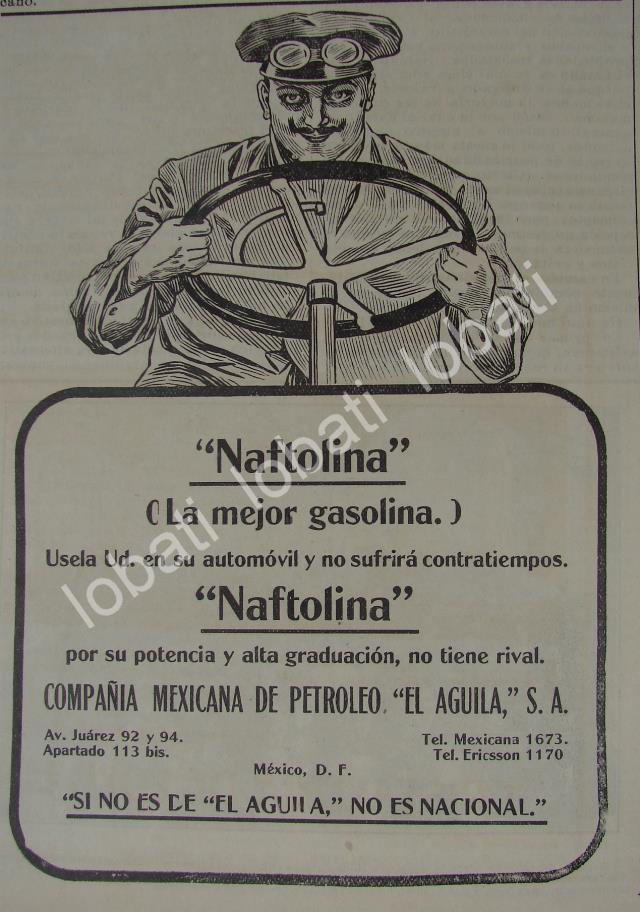 cano.
"Naftolina"
(La mejor gasolina.)
Usela Ud. en su automóvil y no sufrirá contratiempos.
"Naftolina"
por su potencia y alta graduación, no tiene rival.
COMPAÑIA MEXICANA DE PETROLEO, "EL AGUILA," S. A.
Av. Juárez 92 y 94.
Apartado 113 bis.
Tel. Mexicana 1673.
Tel. Ericsson 1170
México, D. F.
"SI NO ES DE "EL AGUILA," NO ES NACIONAL."
lobati lobati lobati lobati